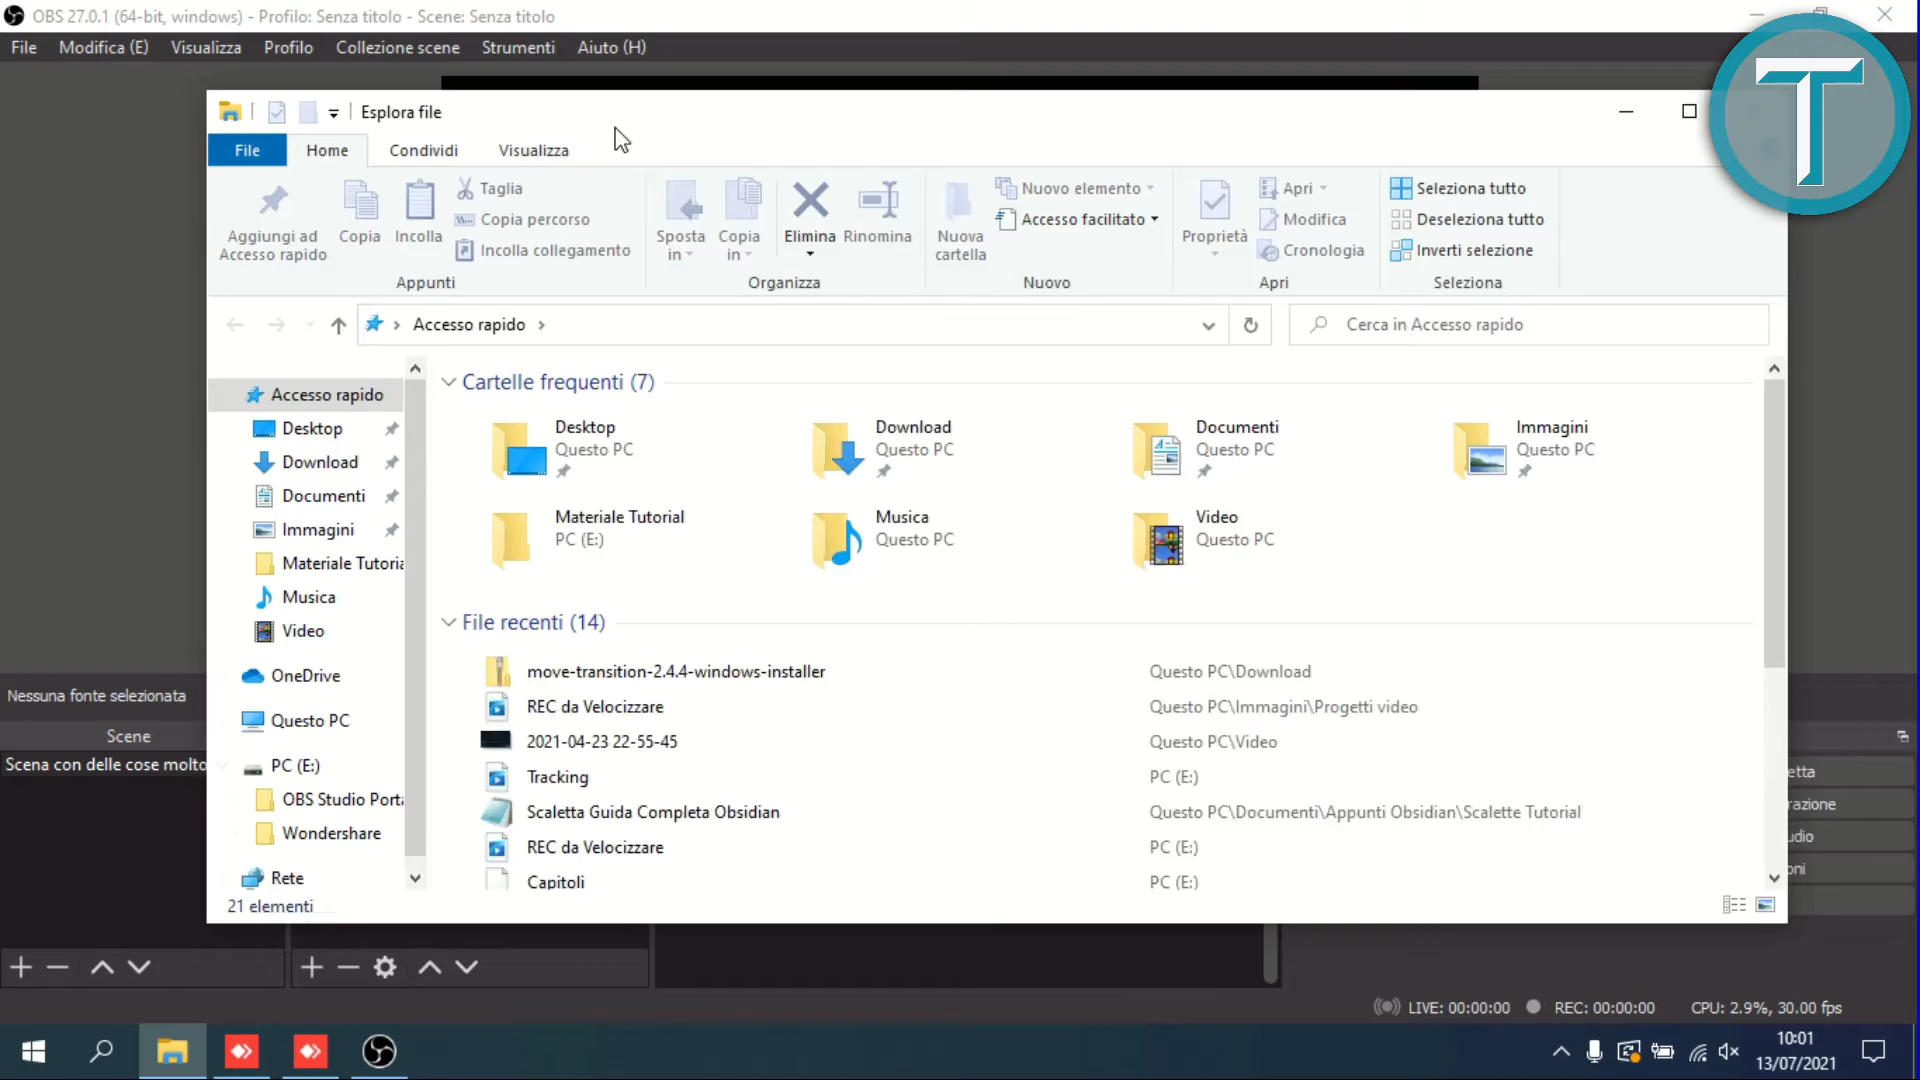 OBS 27.0.1 (64-bit, windows) - Profilo: Senza titolo - Scene: Senza titolo
File Modifica (E) Visualizza Profilo Collezione scene Strumenti Aiuto (H)
T
Esplora file
File Home Condividi Visualizza
Aggiungi ad
Accesso rapido
Copia
Incolla
Taglia
Copia percorso
Incolla collegamento
Appunti
Sposta
in
Copia
in
Elimina
Rinomina
Organizza
Nuova
cartella
Nuovo elemento
Accesso facilitato
Nuovo
Proprietà
Apri
Modifica
Cronologia
Apri
Seleziona tutto
Deseleziona tutto
Inverti selezione
Seleziona
Accesso rapido
Cerca in Accesso rapido
Accesso rapido
Desktop
Download
Documenti
Immagini
Materiale Tutoria
Musica
Video
OneDrive
Questo PC
PC (E:)
OBS Studio Porta
Wondershare
Rete
21 elementi
Cartelle frequenti (7)
Desktop
Questo PC
Download
Questo PC
Documenti
Questo PC
Immagini
Questo PC
Materiale Tutorial
PC (E:)
Musica
Questo PC
Video
Questo PC
File recenti (14)
move-transition-2.4.4-windows-installer Questo PC\Download
REC da Velocizzare Questo PC\Immagini\Progetti video
2021-04-23 22-55-45 Questo PC\Video
Tracking PC (E:)
Scaletta Guida Completa Obsidian Questo PC\Documenti\Appunti Obsidian\Scalette Tutorial
REC da Velocizzare PC (E:)
Capitoli PC (E:)
Nessuna fonte selezionata
Scene
Scena con delle cose molto
etta
razione
udio
oni
LIVE: 00:00:00 REC: 00:00:00 CPU: 2.9%, 30.00 fps
10:01
13/07/2021